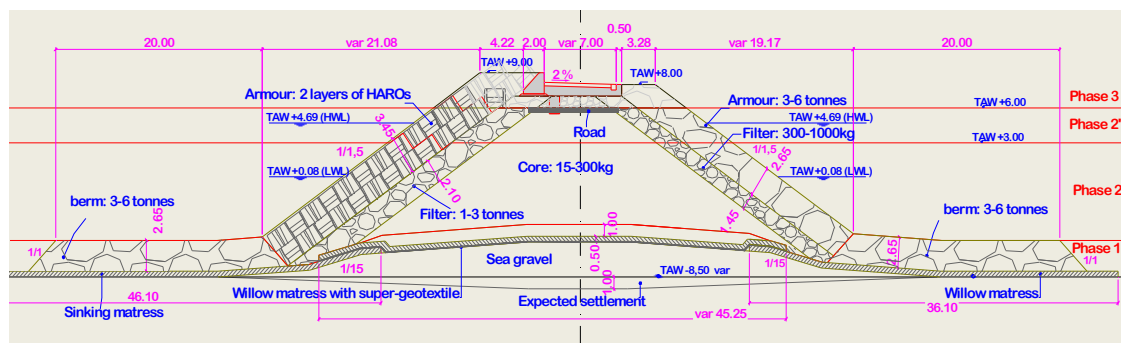 0.50
20.00
var 21.08
4.22
2.00
var 7.00
3.28
var 19.17
20.00
TAW +9.00
2%
TAW +8.00
Armour: 2 layers of HAROs
Armour: 3-6 tonnes
TAW +6.00
Phase 3
TAW +4.69 (HWL)
3.45
Road
TAW +4.69 (HWL)
Phase 2'
Filter: 300-1000kg
TAW +3.00
1/1,5
1/1,5
TAW +0.08 (LWL)
Core: 15-300kg
2.65
TAW +0.08 (LWL)
2.10
Phase 2
berm: 3-6 tonnes
Filter: 1-3 tonnes
berm: 3-6 tonnes
2.65
1.00
1.45
2.65
Phase 1
1/1
Sea gravel
0.50
1/1
1/15
TAW -8,50 var
1/15
46.10
Willow matress with super-geotextile
1.00
Expected settlement
Willow matress
36.10
Sinking matress
var 45.25